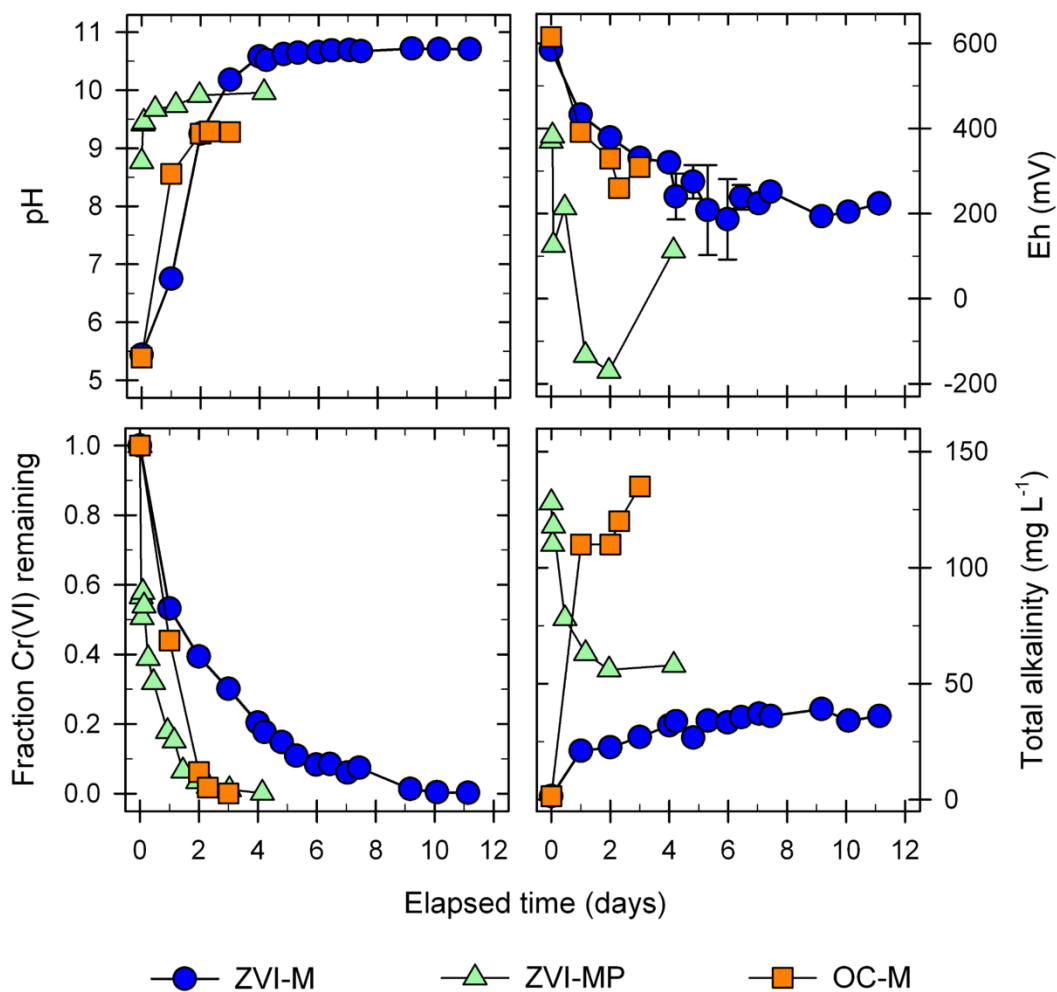 11
10
9
8
7
6
5
pH
600
400
200
0
-200
Eh (mV)
1.0
0.8
0.6
0.4
0.2
0.0
Fraction Cr(VI) remaining
0 2 4 6 8 10 12
150
100
50
0
Total alkalinity (mg L⁻¹)
0 2 4 6 8 10 12
Elapsed time (days)
ZVI-M ZVI-MP OC-M